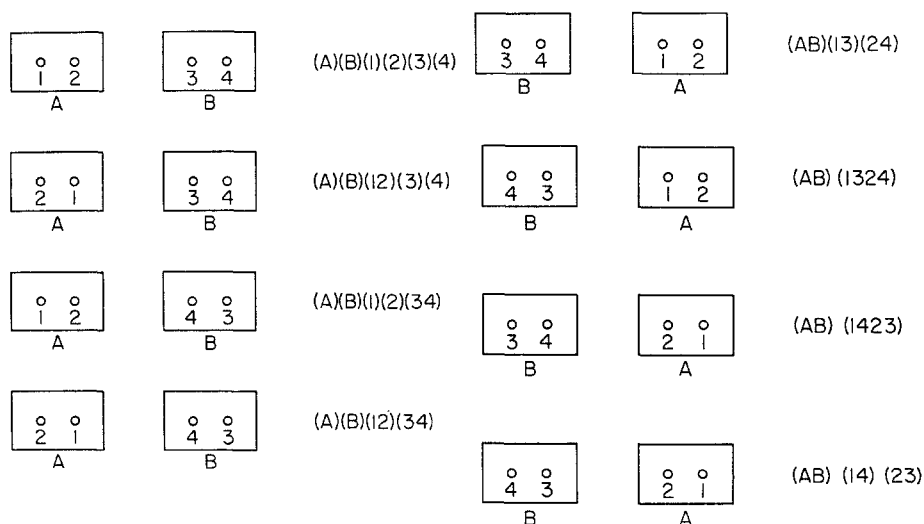 1 2 3 4 (A)(B)(1)(2)(3)(4)
A B
2 1 3 4 (A)(B)(12)(3)(4)
A B
1 2 4 3 (A)(B)(1)(2)(34)
A B
2 1 4 3 (A)(B)(12)(34)
A B
3 4 1 2 (AB)(13)(24)
B A
4 3 1 2 (AB) (1324)
B A
3 4 2 1 (AB) (1423)
B A
4 3 2 1 (AB) (14) (23)
B A